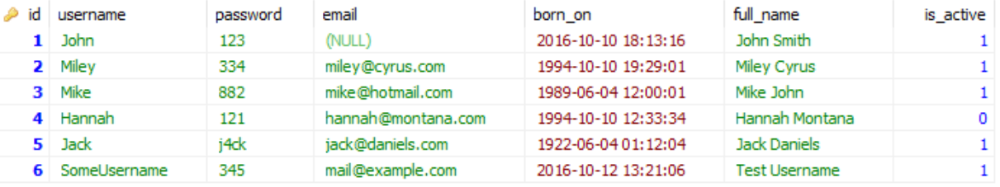 id username password email born_on full_name is_active
1 John 123 (NULL) 2016-10-10 18:13:16 John Smith 1
2 Miley 334 miley@cyrus.com 1994-10-10 19:29:01 Miley Cyrus 1
3 Mike 882 mike@hotmail.com 1989-06-04 12:00:01 Mike John 1
4 Hannah 121 hannah@montana.com 1994-10-10 12:33:34 Hannah Montana 0
5 Jack j4ck jack@daniels.com 1922-06-04 01:12:04 Jack Daniels 1
6 SomeUsername 345 mail@example.com 2016-10-12 13:21:06 Test Username 1